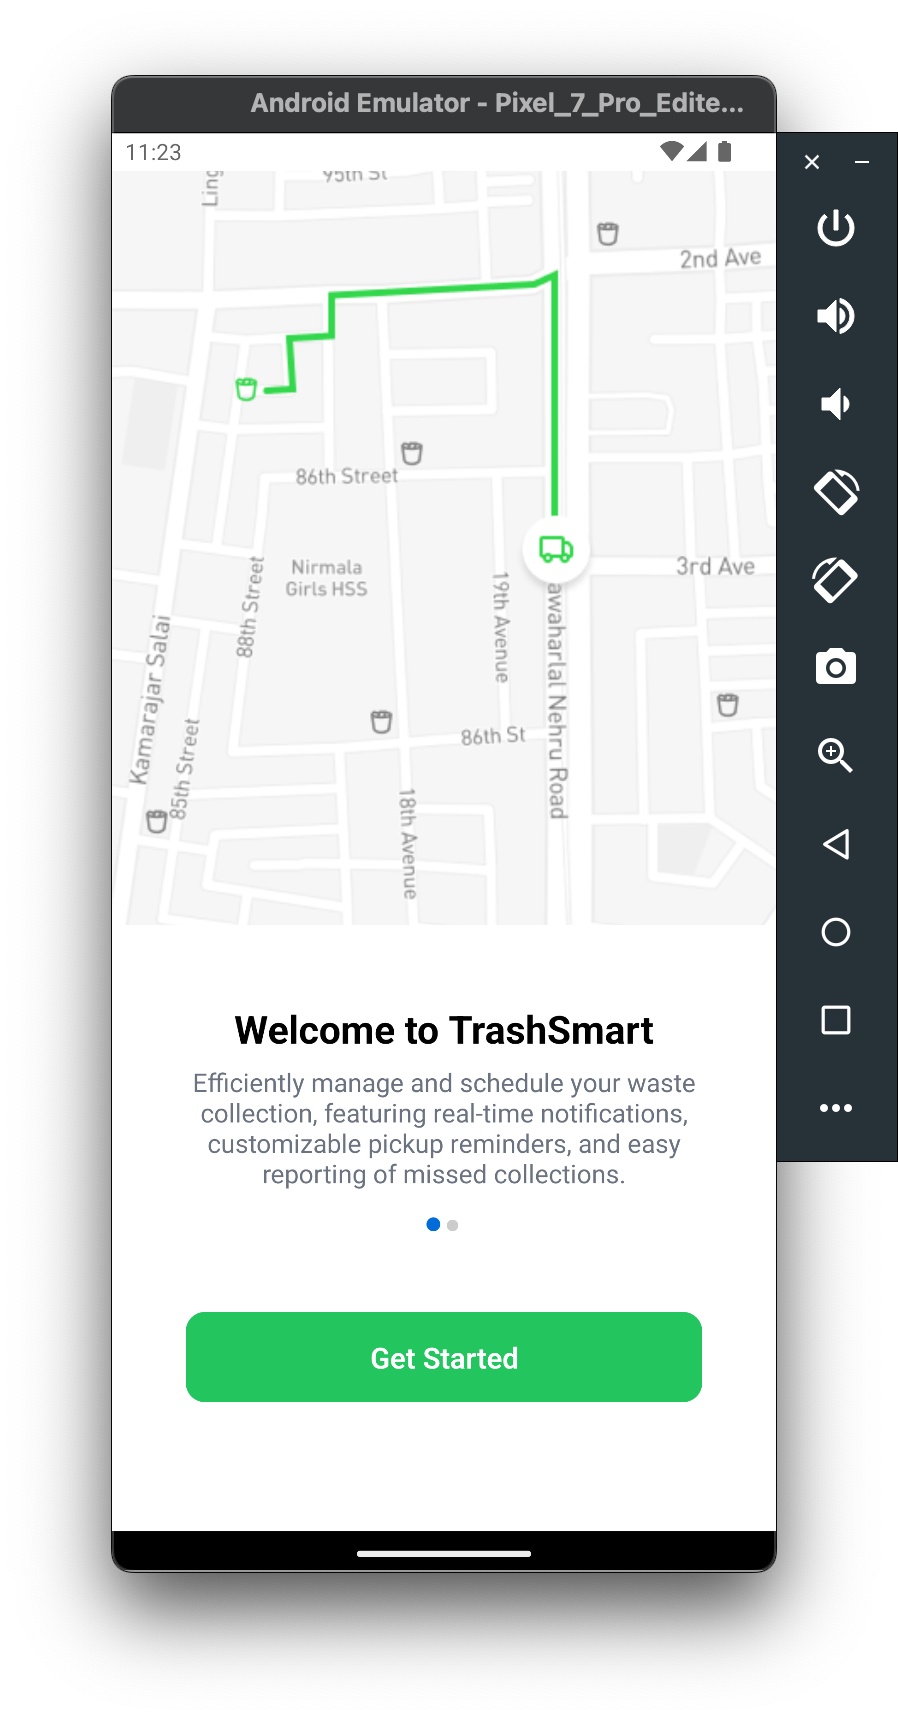 Android Emulator - Pixel_7_Pro_Edite...
11:23
Ling
95th St
2nd Ave
86th Street
Nirmala
Girls HSS
3rd Ave
88th Street
19th Avenue
awaharlal Nehru Road
Kamarajar Salai
85th Street
86th St
18th Avenue
Welcome to TrashSmart
Efficiently manage and schedule your waste
collection, featuring real-time notifications,
customizable pickup reminders, and easy
reporting of missed collections.
Get Started